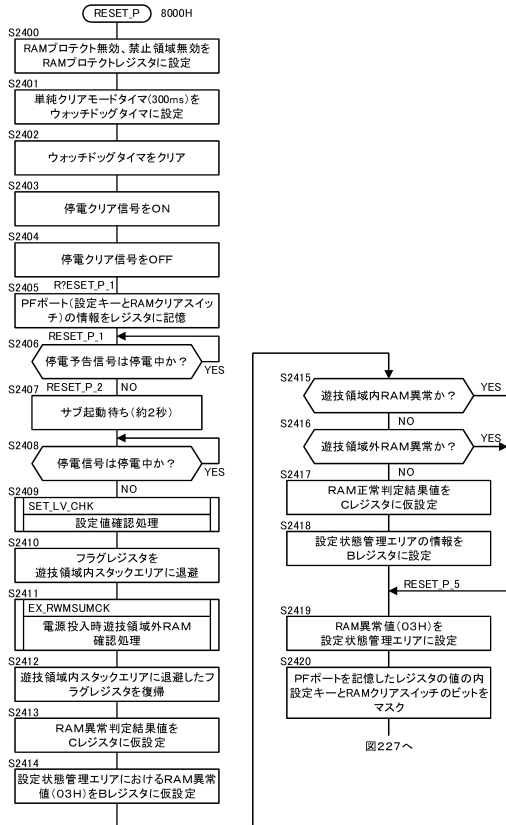 RESET_P 8000H
S2400
RAMプロテクト無効、禁止領域無効を
RAMプロテクトレジスタに設定
S2401
単純クリアモードタイマ(300ms)を
ウォッチドッグタイマに設定
S2402
ウォッチドッグタイマをクリア
S2403
停電クリア信号をON
S2404
停電クリア信号をOFF
S2405 R?ESET_P_1
PFポート(設定キーとRAMクリアスイッ
チ)の情報をレジスタに記憶
RESET_P_1
S2406
停電予告信号は停電中か?
YES
S2407 RESET_P_2 NO
サブ起動待ち(約2秒)
S2408
停電信号は停電中か?
YES
S2409 NO
SET_LV_CHK
設定値確認処理
S2410
フラグレジスタを
遊技領域内スタックエリアに退避
S2411
EX_RWMSUMCK
電源投入時遊技領域外RAM
確認処理
S2412
遊技領域内スタックエリアに退避したフ
ラグレジスタを復帰
S2413
RAM異常判定結果値を
Cレジスタに仮設定
S2414
設定状態管理エリアにおけるRAM異常
値(03H)をBレジスタに仮設定
S2415
遊技領域内RAM異常か?
YES
NO
S2416
遊技領域外RAM異常か?
YES
NO
S2417
RAM正常判定結果値を
Cレジスタに仮設定
S2418
設定状態管理エリアの情報を
Bレジスタに設定
RESET_P_5
S2419
RAM異常値(03H)を
設定状態管理エリアに設定
S2420
PFポートを記憶したレジスタの値の内
設定キーとRAMクリアスイッチのビットを
マスク
図227へ